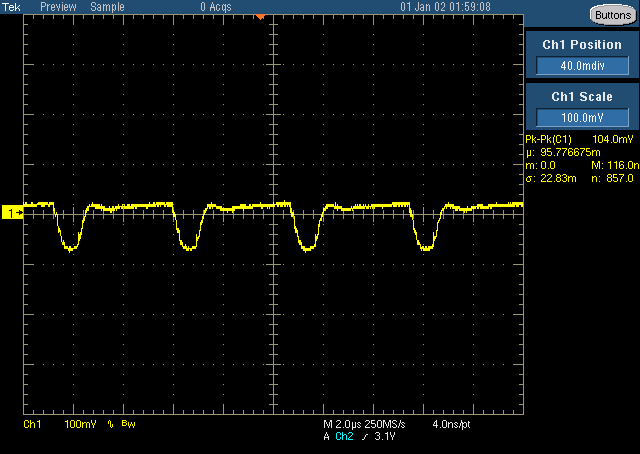 Tek Preview Sample 0 Acqs 01 Jan 02 01:59:08
Buttons
Ch1 Position
40.0mdiv
Ch1 Scale
100.0mV
Pk-Pk(C1) 104.0mV
µ: 95.776675m
m: 0.0 M: 116.0n
σ: 22.83m n: 857.0
1
Ch1 100mV % Bw M 2.0µs 250MS/s 4.0ns/pt
A Ch2 ⁄ 3.1V